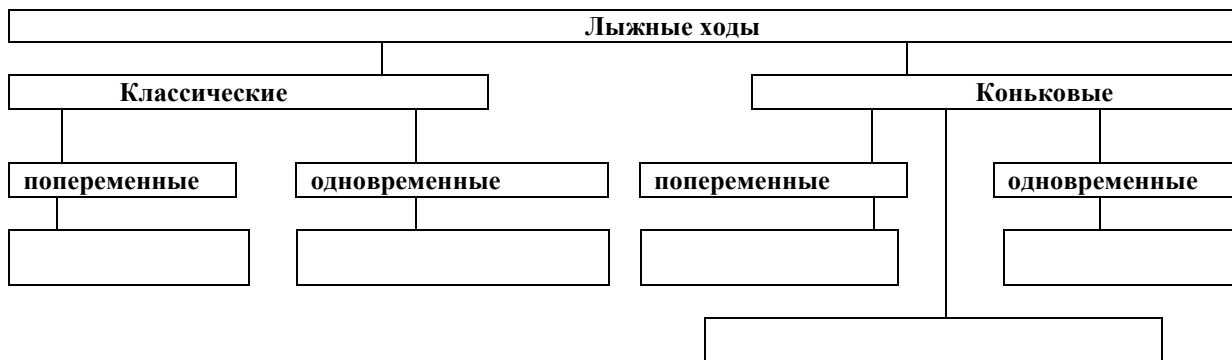 Лыжные ходы
Классические Коньковые
попеременные одновременные попеременные одновременные